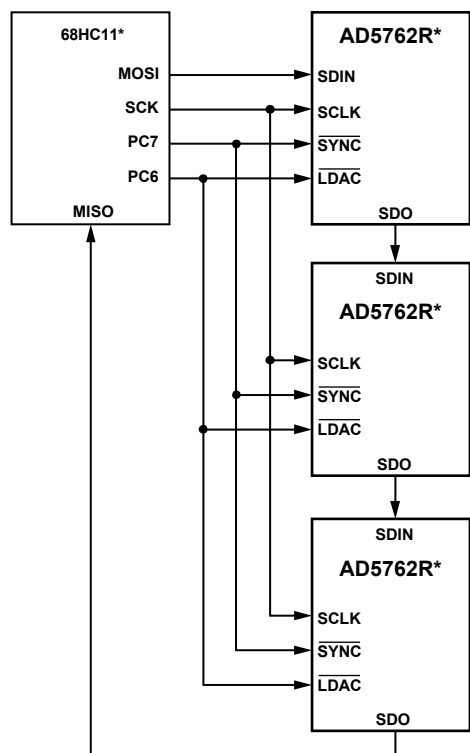 68HC11*
MOSI
SCK
PC7
PC6
MISO
AD5762R*
SDIN
SCLK
SYNC
LDAC
SDO
SDIN
AD5762R*
SCLK
SYNC
LDAC
SDO
SDIN
AD5762R*
SCLK
SYNC
LDAC
SDO